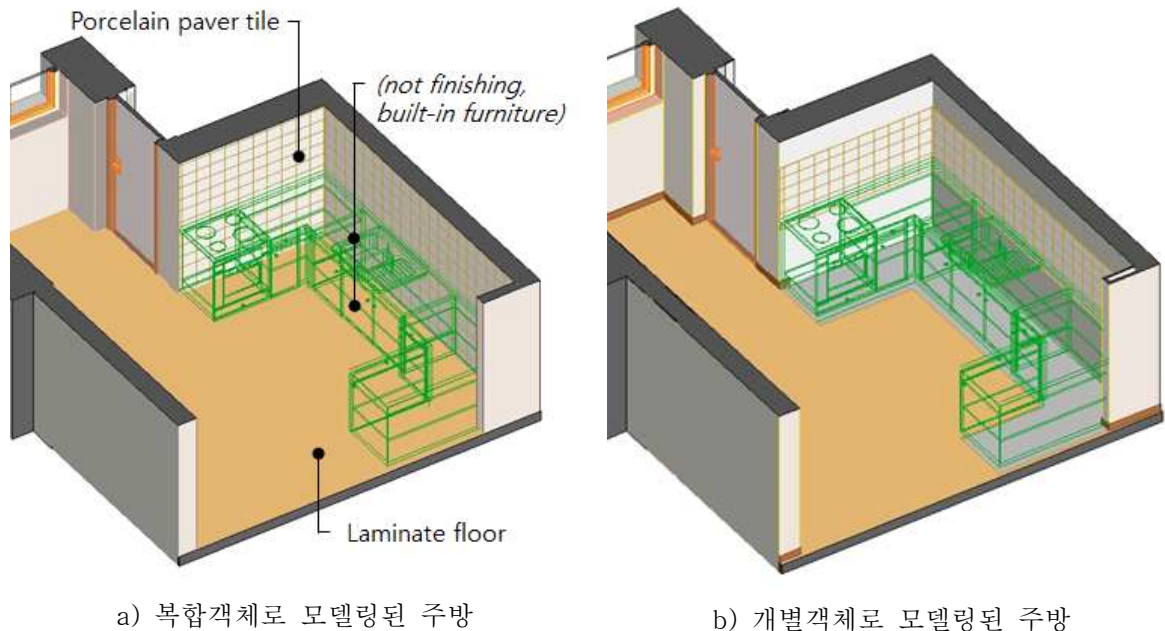 Porcelain paver tile
(not finishing,
built-in furniture)
Laminate floor
a) 복합객체로 모델링된 주방
b) 개별객체로 모델링된 주방